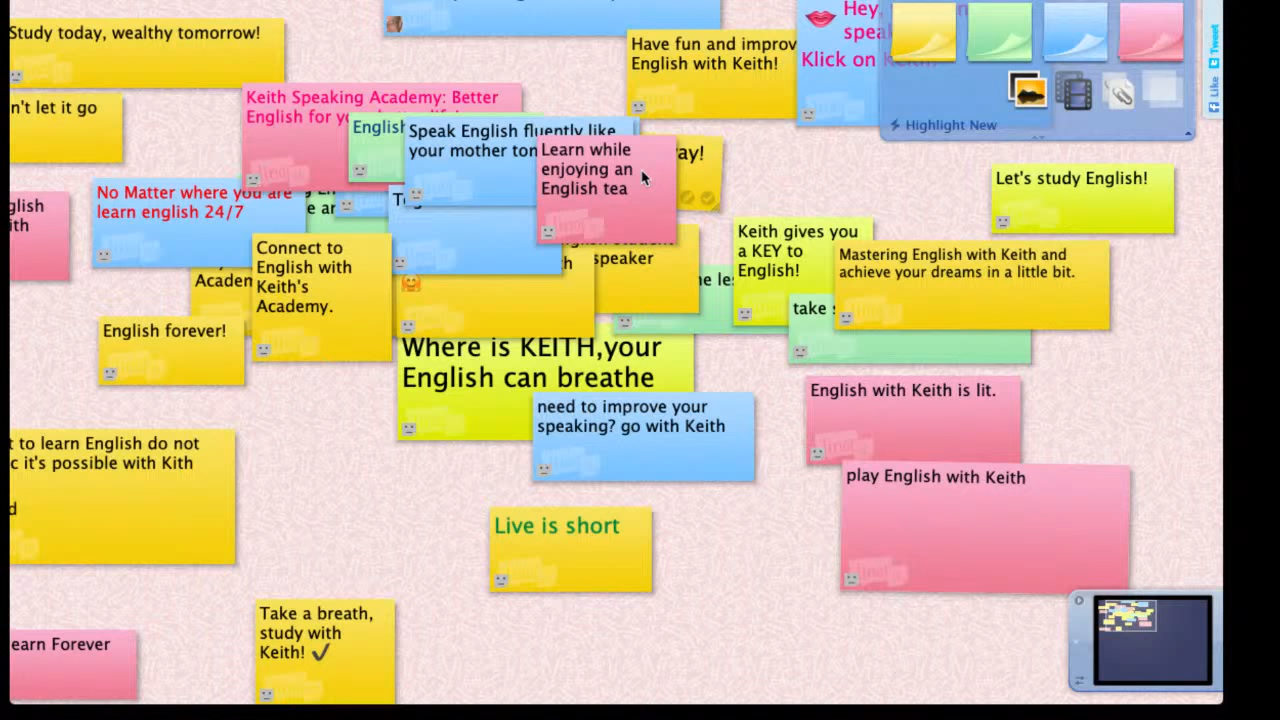 Study today, wealthy tomorrow!
n't let it go
Have fun and improv
English with Keith!
Hey,
Klick on
Highlight New
Like
Tweet
Keith Speaking Academy: Better
English for
English
Speak English fluently like
your mother ton
Learn while
enjoying an
English tea
ay!
Let's study English!
No Matter where you are
learn english 24/7
glish
ith
e ar
Connect to
English with
Keith's
Academy.
Academ
speaker
Keith gives you
a KEY to
English!
Mastering English with Keith and
achieve your dreams in a little bit.
take s
English forever!
Where is KEITH,your
English can breathe
need to improve your
speaking? go with Keith
English with Keith is lit.
play English with Keith
t to learn English do not
c it's possible with Kith
d
Live is short
Take a breath,
study with
Keith!
earn Forever